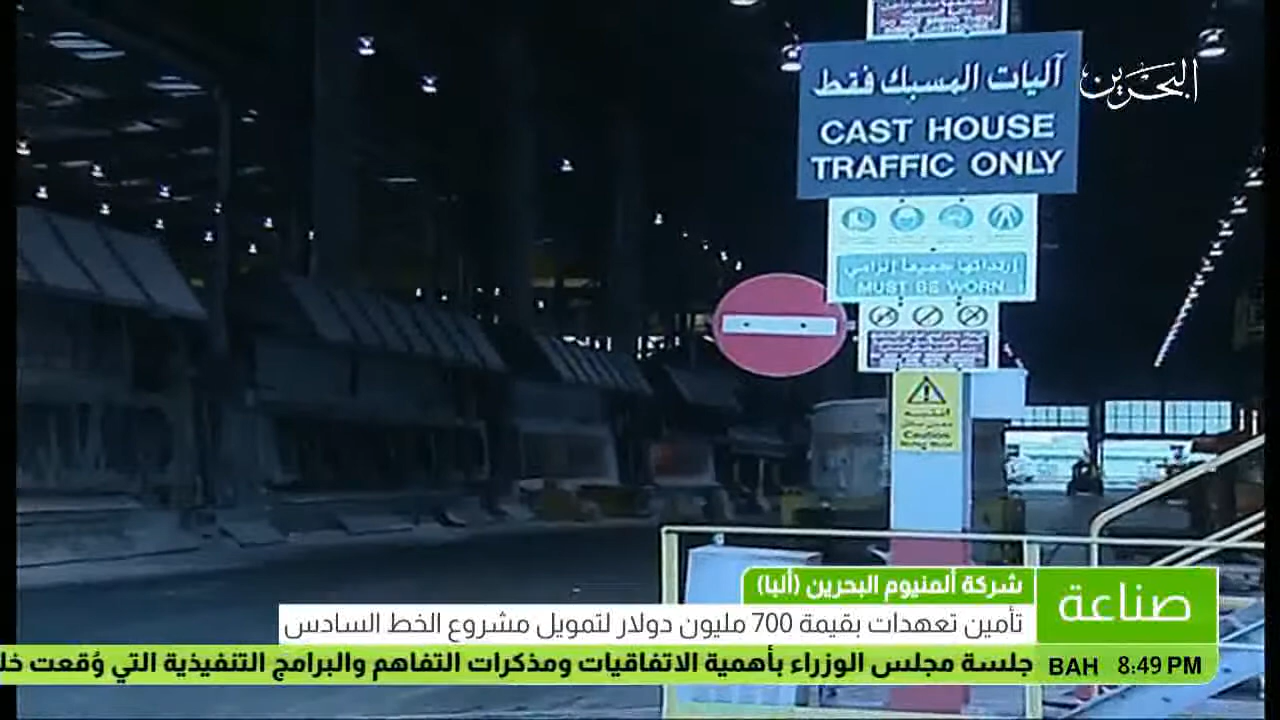 آليات المسبك فقط
CAST HOUSE
TRAFFIC ONLY
البحرين
MUST BE WORN
Caution
شركة ألمنيوم البحرين (ألبا)
صناعة
تأمين تعهدات بقيمة 700 مليون دولار لتمويل مشروع الخط السادس
جلسة مجلس الوزراء بأهمية الاتفاقيات ومذكرات التفاهم والبرامج التنفيذية التي وُقعت
BAH 8:49 PM